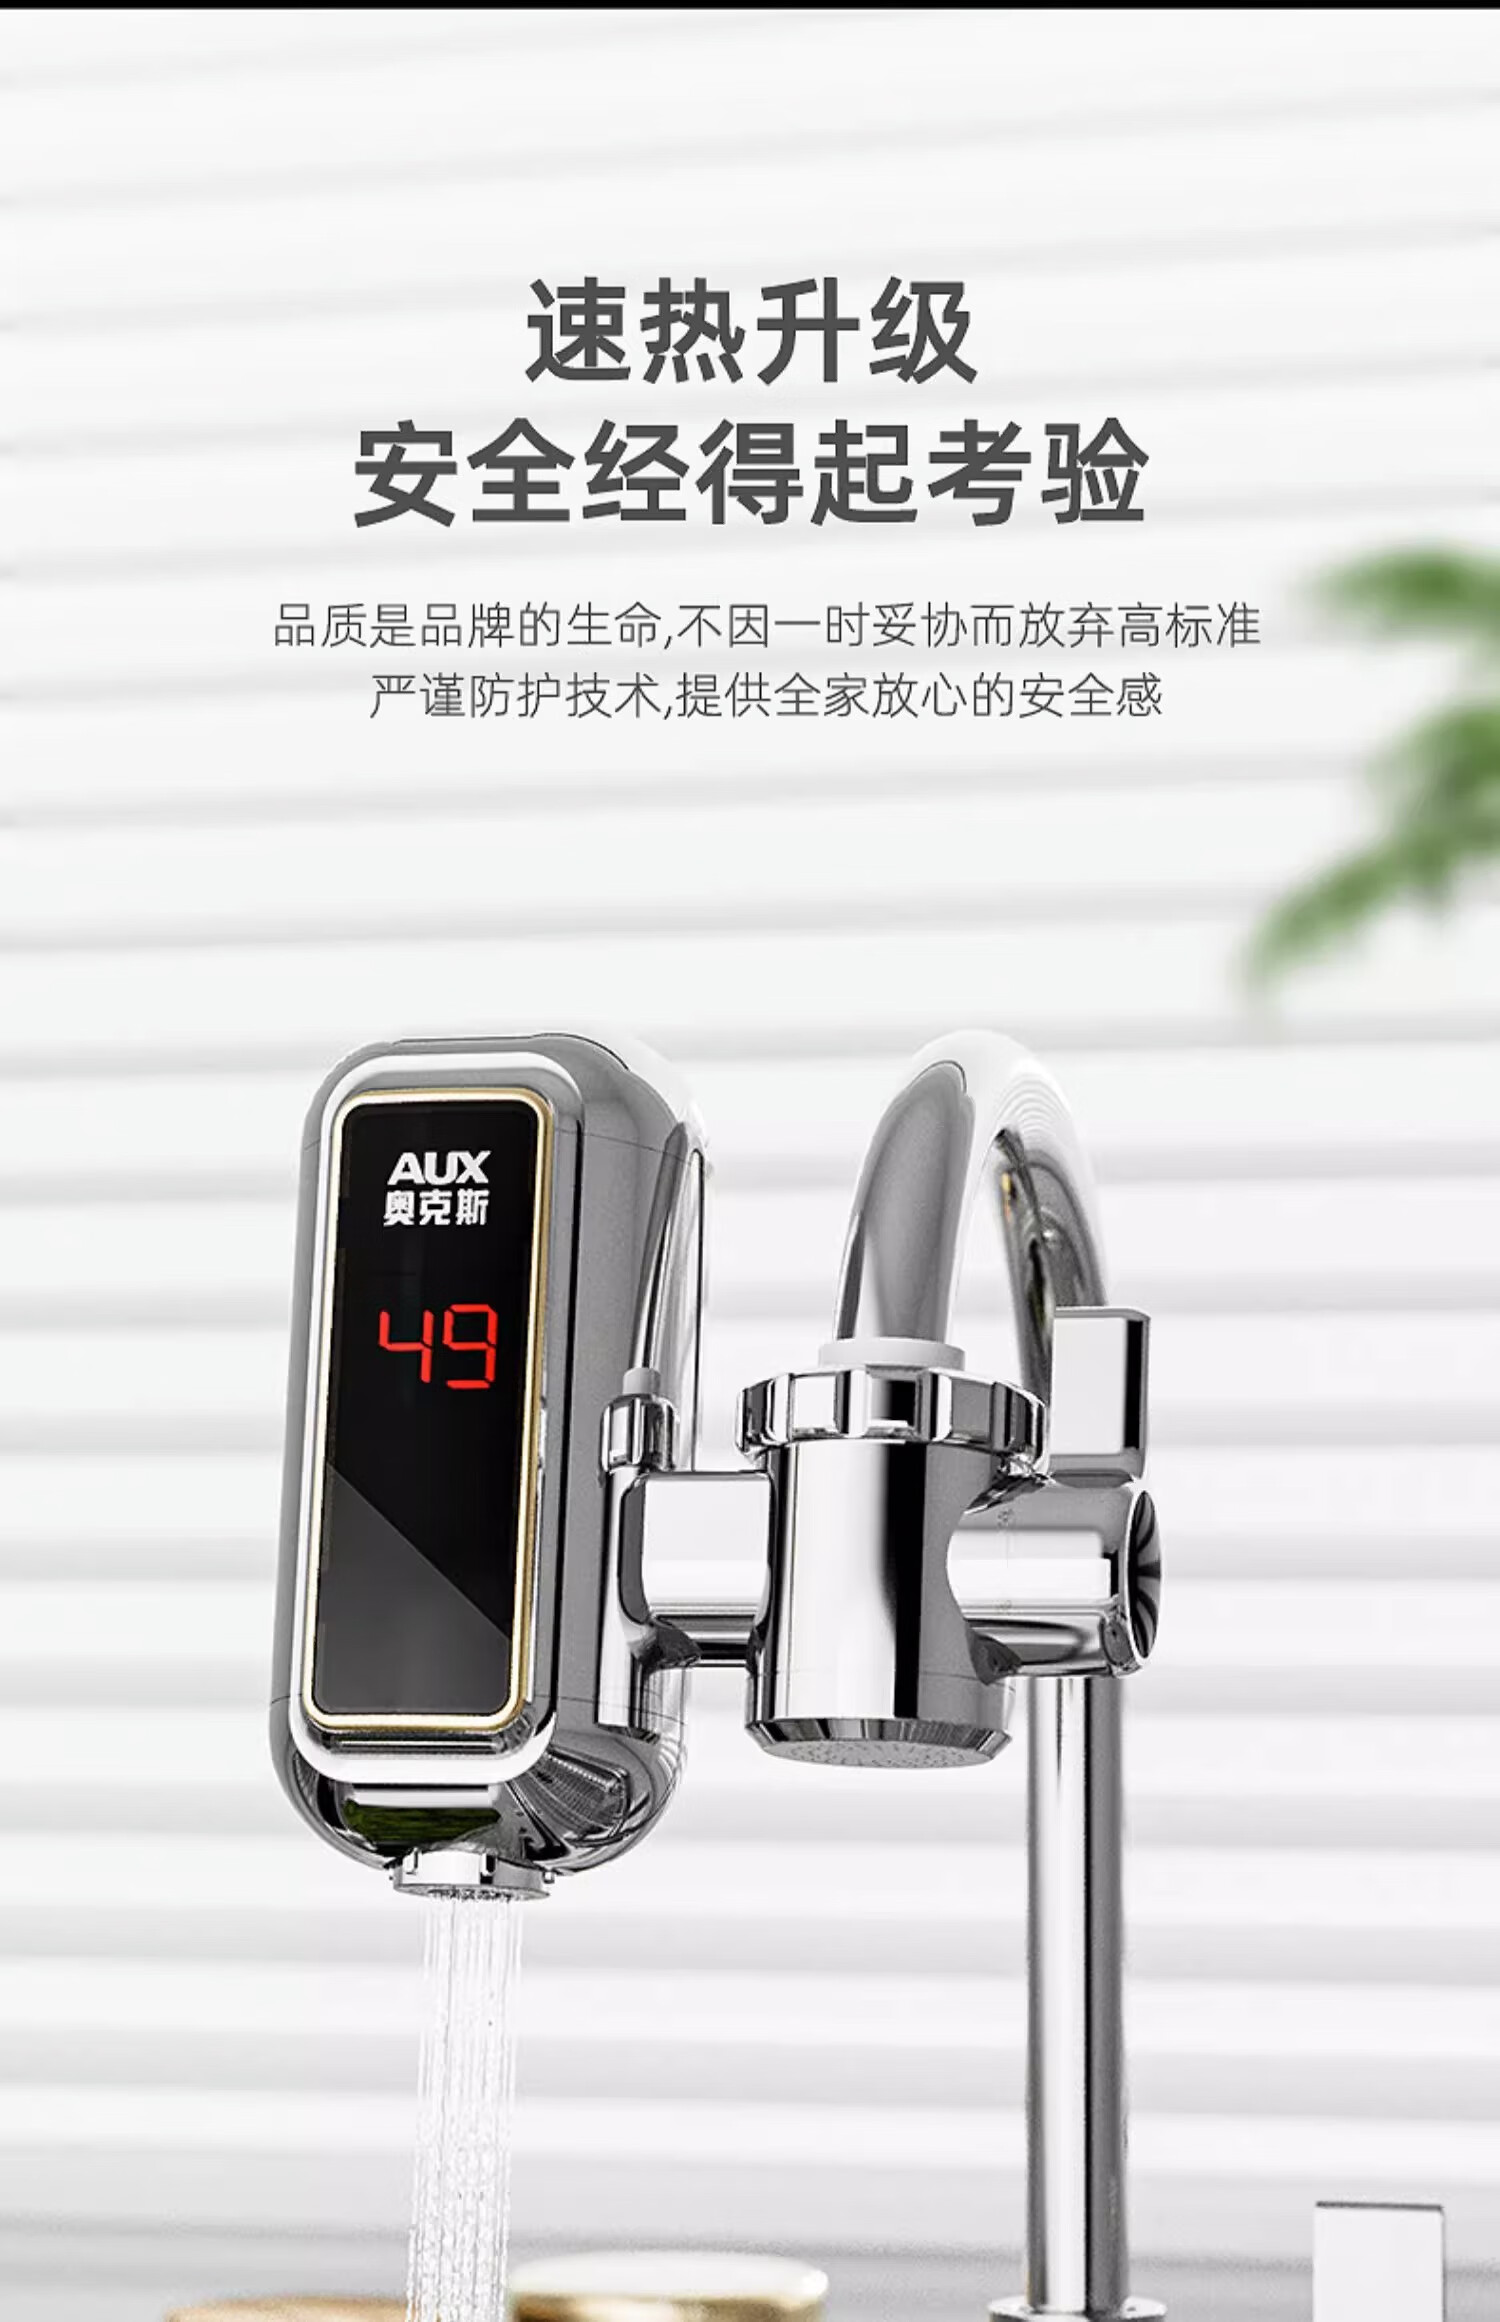 速热升级
安全经得起考验
品质是品牌的生命,不因一时妥协而放弃高标准
严谨防护技术,提供全家放心的安全感
AUX
奥克斯
49